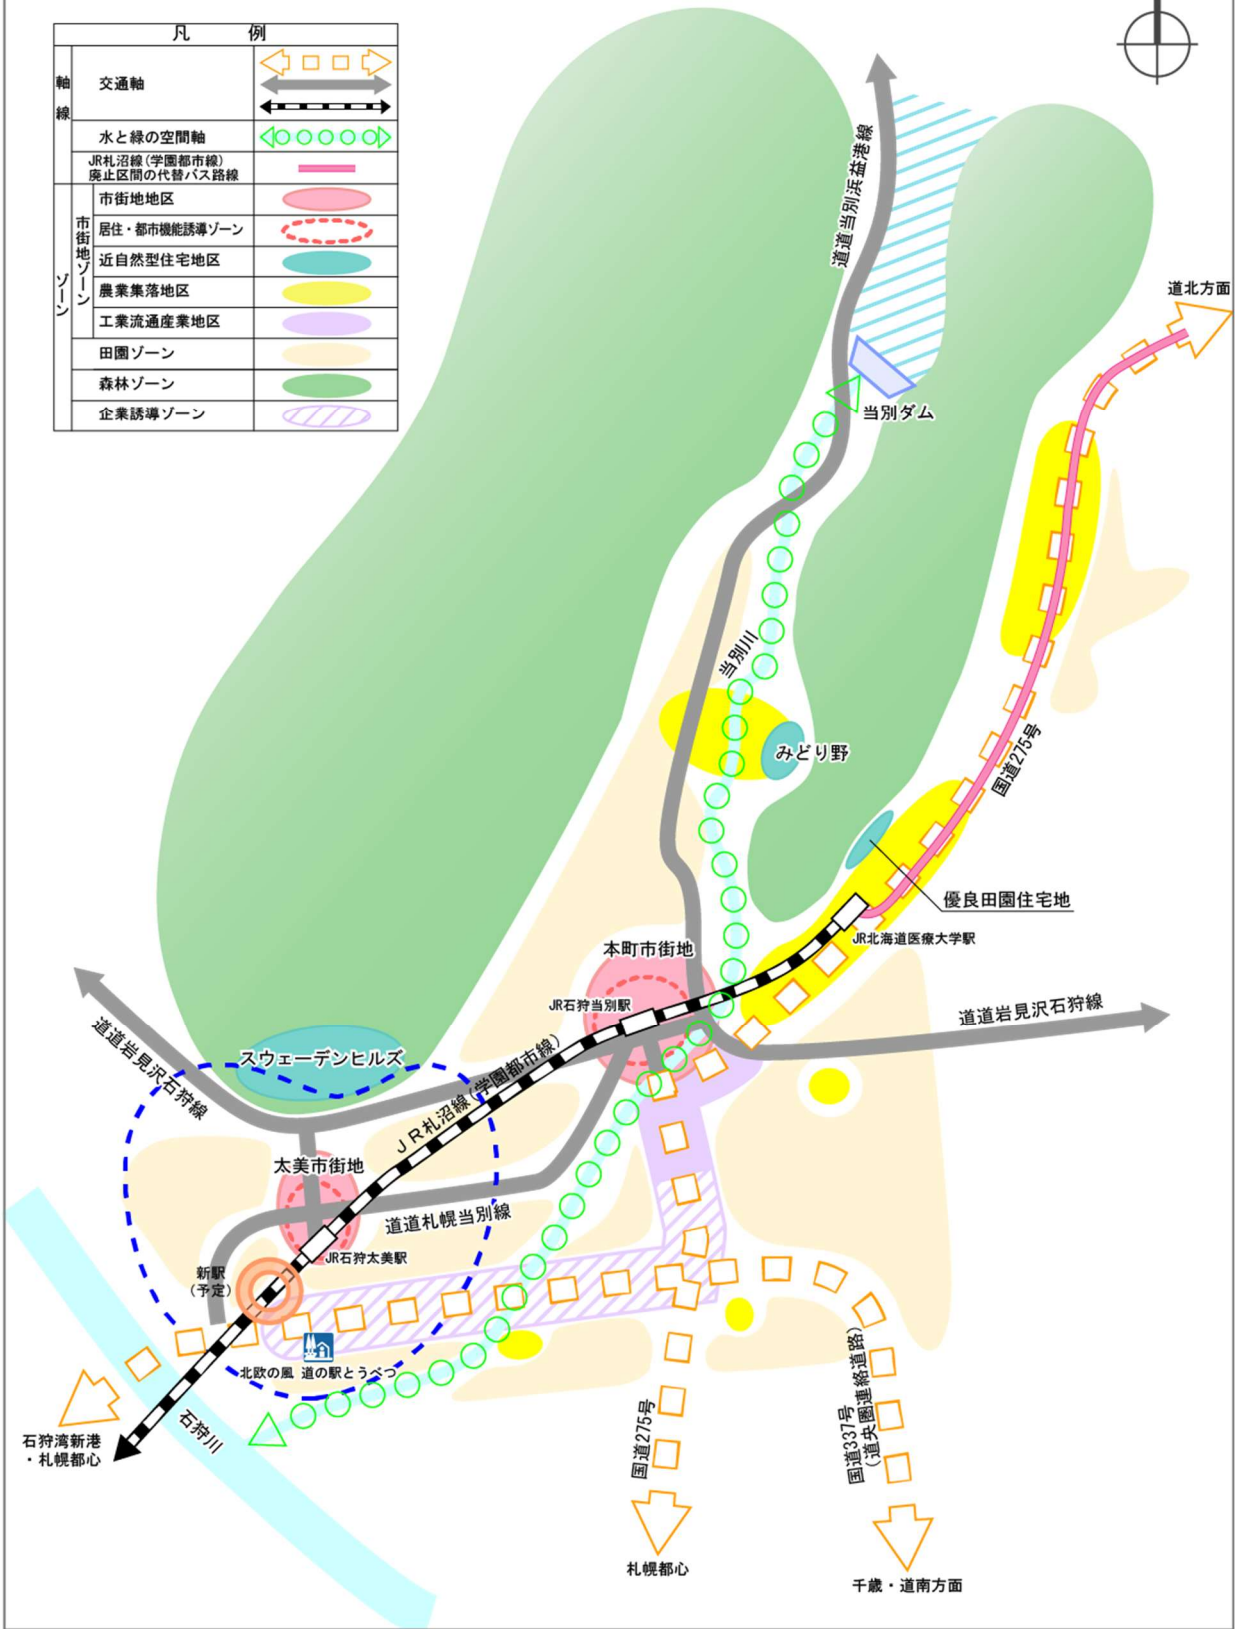 凡 例
軸線
交通軸
水と緑の空間軸
JR札沼線(学園都市線)
廃止区間の代替バス路線
ゾーン
市街地ゾーン
市街地地区
居住・都市機能誘導ゾーン
近自然型住宅地区
農業集落地区
工業流通産業地区
田園ゾーン
森林ゾーン
企業誘導ゾーン
道道当別浜益港線
道北方面
当別ダム
当別川
みどり野
国道275号
優良田園住宅地
JR北海道医療大学駅
本町市街地
JR石狩当別駅
道道岩見沢石狩線
道道岩見沢石狩線
スウェーデンヒルズ
JR札沼線(学園都市線)
太美市街地
道道札幌当別線
JR石狩太美駅
新駅
(予定)
北欧の風 道の駅とうべつ
石狩川
石狩湾新港
・札幌都心
国道275号
国道337号
(道央圏連絡道路)
札幌都心
千歳・道南方面